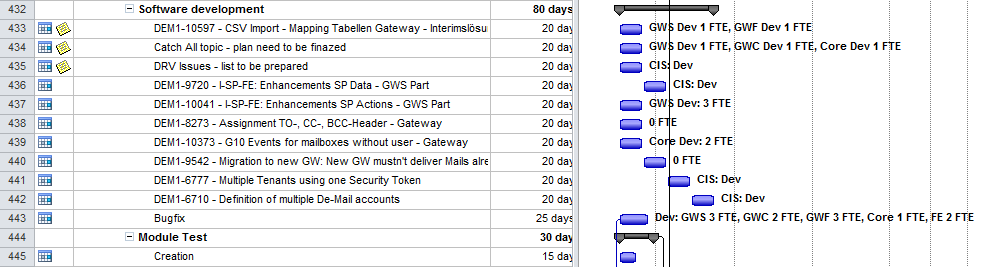 432 Software development 80 days
433 DEM1-10597 - CSV Import - Mapping Tabellen Gateway - Interimslösu 20 day GWS Dev 1 FTE, GWF Dev 1 FTE
434 Catch All topic - plan need to be finazed 20 day GWS Dev 1 FTE, GWC Dev 1 FTE, Core Dev 1 FTE
435 DRV Issues - list to be prepared 20 day CIS: Dev
436 DEM1-9720 - I-SP-FE: Enhancements SP Data - GWS Part 20 day CIS: Dev
437 DEM1-10041 - I-SP-FE: Enhancements SP Actions - GWS Part 20 day GWS Dev: 3 FTE
438 DEM1-8273 - Assignment TO-, CC-, BCC-Header - Gateway 20 day 0 FTE
439 DEM1-10373 - G10 Events for mailboxes without user - Gateway 20 day Core Dev: 2 FTE
440 DEM1-9542 - Migration to new GW: New GW mustn't deliver Mails alre 20 day 0 FTE
441 DEM1-6777 - Multiple Tenants using one Security Token 20 day CIS: Dev
442 DEM1-6710 - Definition of multiple De-Mail accounts 20 day CIS: Dev
443 Bugfix 25 days Dev: GWS 3 FTE, GWC 2 FTE, GWF 3 FTE, Core 1 FTE, FE 2 FTE
444 Module Test 30 day
445 Creation 15 day